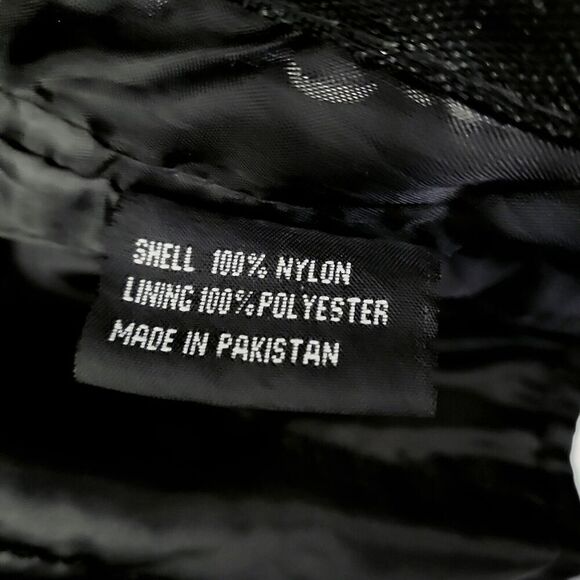 SHELL 100% NYLON
LINING 100% POLYESTER
MADE IN PAKISTAN